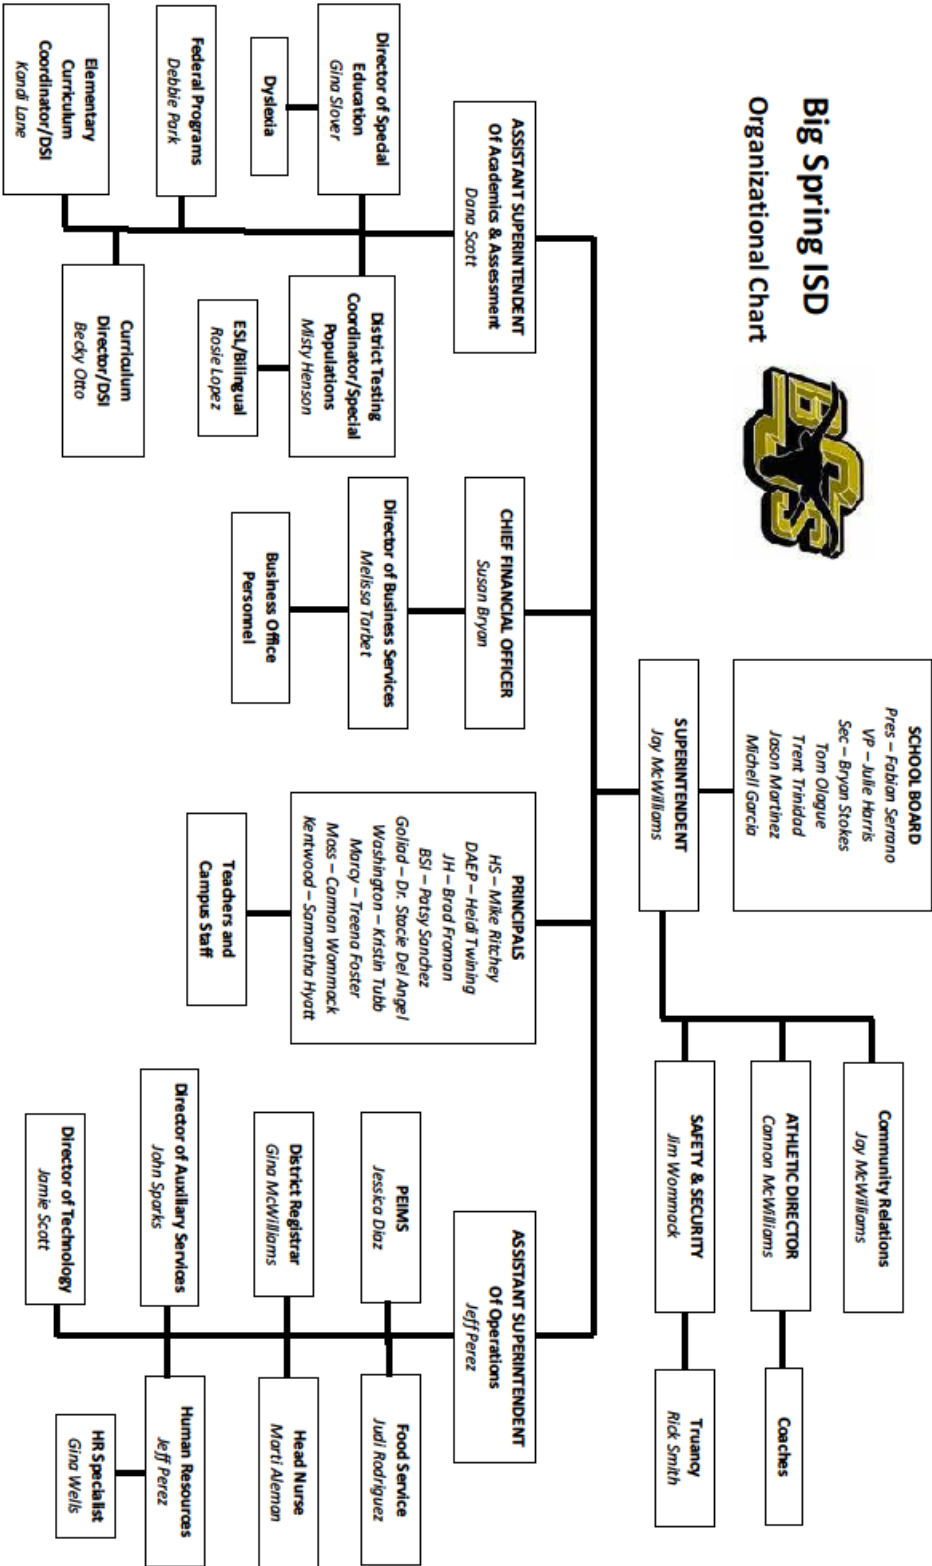 Big Spring ISD
Organizational Chart
BSS
SCHOOL BOARD
Pres – Fabian Serrano
VP – Julie Harris
Sec – Bryan Stokes
Tom Olague
Trent Trinidad
Jason Martinez
Michell Garcia
SUPERINTENDENT
Jay McWilliams
Community Relations
Jay McWilliams
ATHLETIC DIRECTOR
Cannon McWilliams
Coaches
SAFETY & SECURITY
Jim Wommack
Truancy
Rick Smith
ASSISTANT SUPERINTENDENT
Of Academics & Assessment
Dana Scott
Director of Special
Education
Gina Slover
Dyslexia
District Testing
Coordinator/Special
Populations
Misty Henson
ESL/Bilingual
Rosie Lopez
Federal Programs
Debbie Park
Elementary
Curriculum
Coordinator/DSI
Kandi Lane
Curriculum
Director/DSI
Becky Otto
CHIEF FINANCIAL OFFICER
Susan Bryan
Director of Business Services
Melissa Tarbet
Business Office
Personnel
PRINCIPALS
HS – Mike Ritchey
DAEP – Heidi Twining
JH – Brad Froman
BSI – Patsy Sanchez
Goliad – Dr. Stacie Del Angel
Washington – Kristin Tubb
Marcy – Treena Foster
Moss – Carman Wommack
Kentwood – Samantha Hyatt
Teachers and
Campus Staff
ASSISTANT SUPERINTENDENT
Of Operations
Jeff Perez
PEIMS
Jessica Diaz
Food Service
Judi Rodriguez
District Registrar
Gina McWilliams
Head Nurse
Marti Aleman
Director of Auxiliary Services
John Sparks
Human Resources
Jeff Perez
HR Specialist
Gina Wells
Director of Technology
Jamie Scott